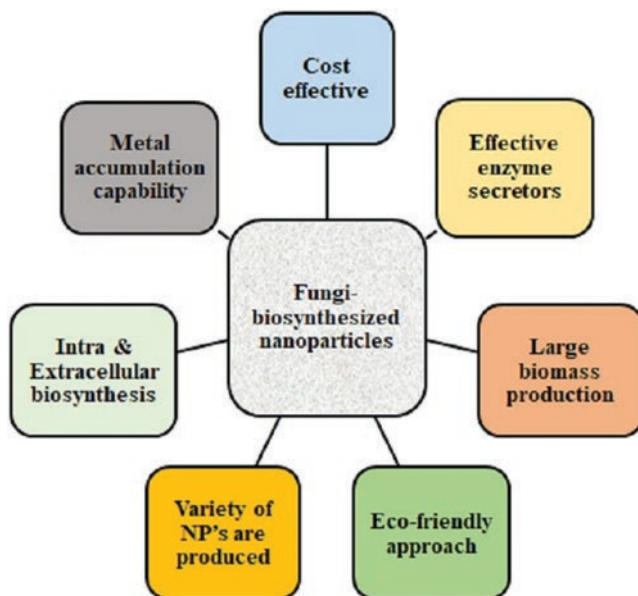 Cost
effective
Metal
accumulation
capability
Effective
enzyme
secretors
Fungi-
biosynthesized
nanoparticles
Intra &
Extracellular
biosynthesis
Large
biomass
production
Variety of
NP's are
produced
Eco-friendly
approach